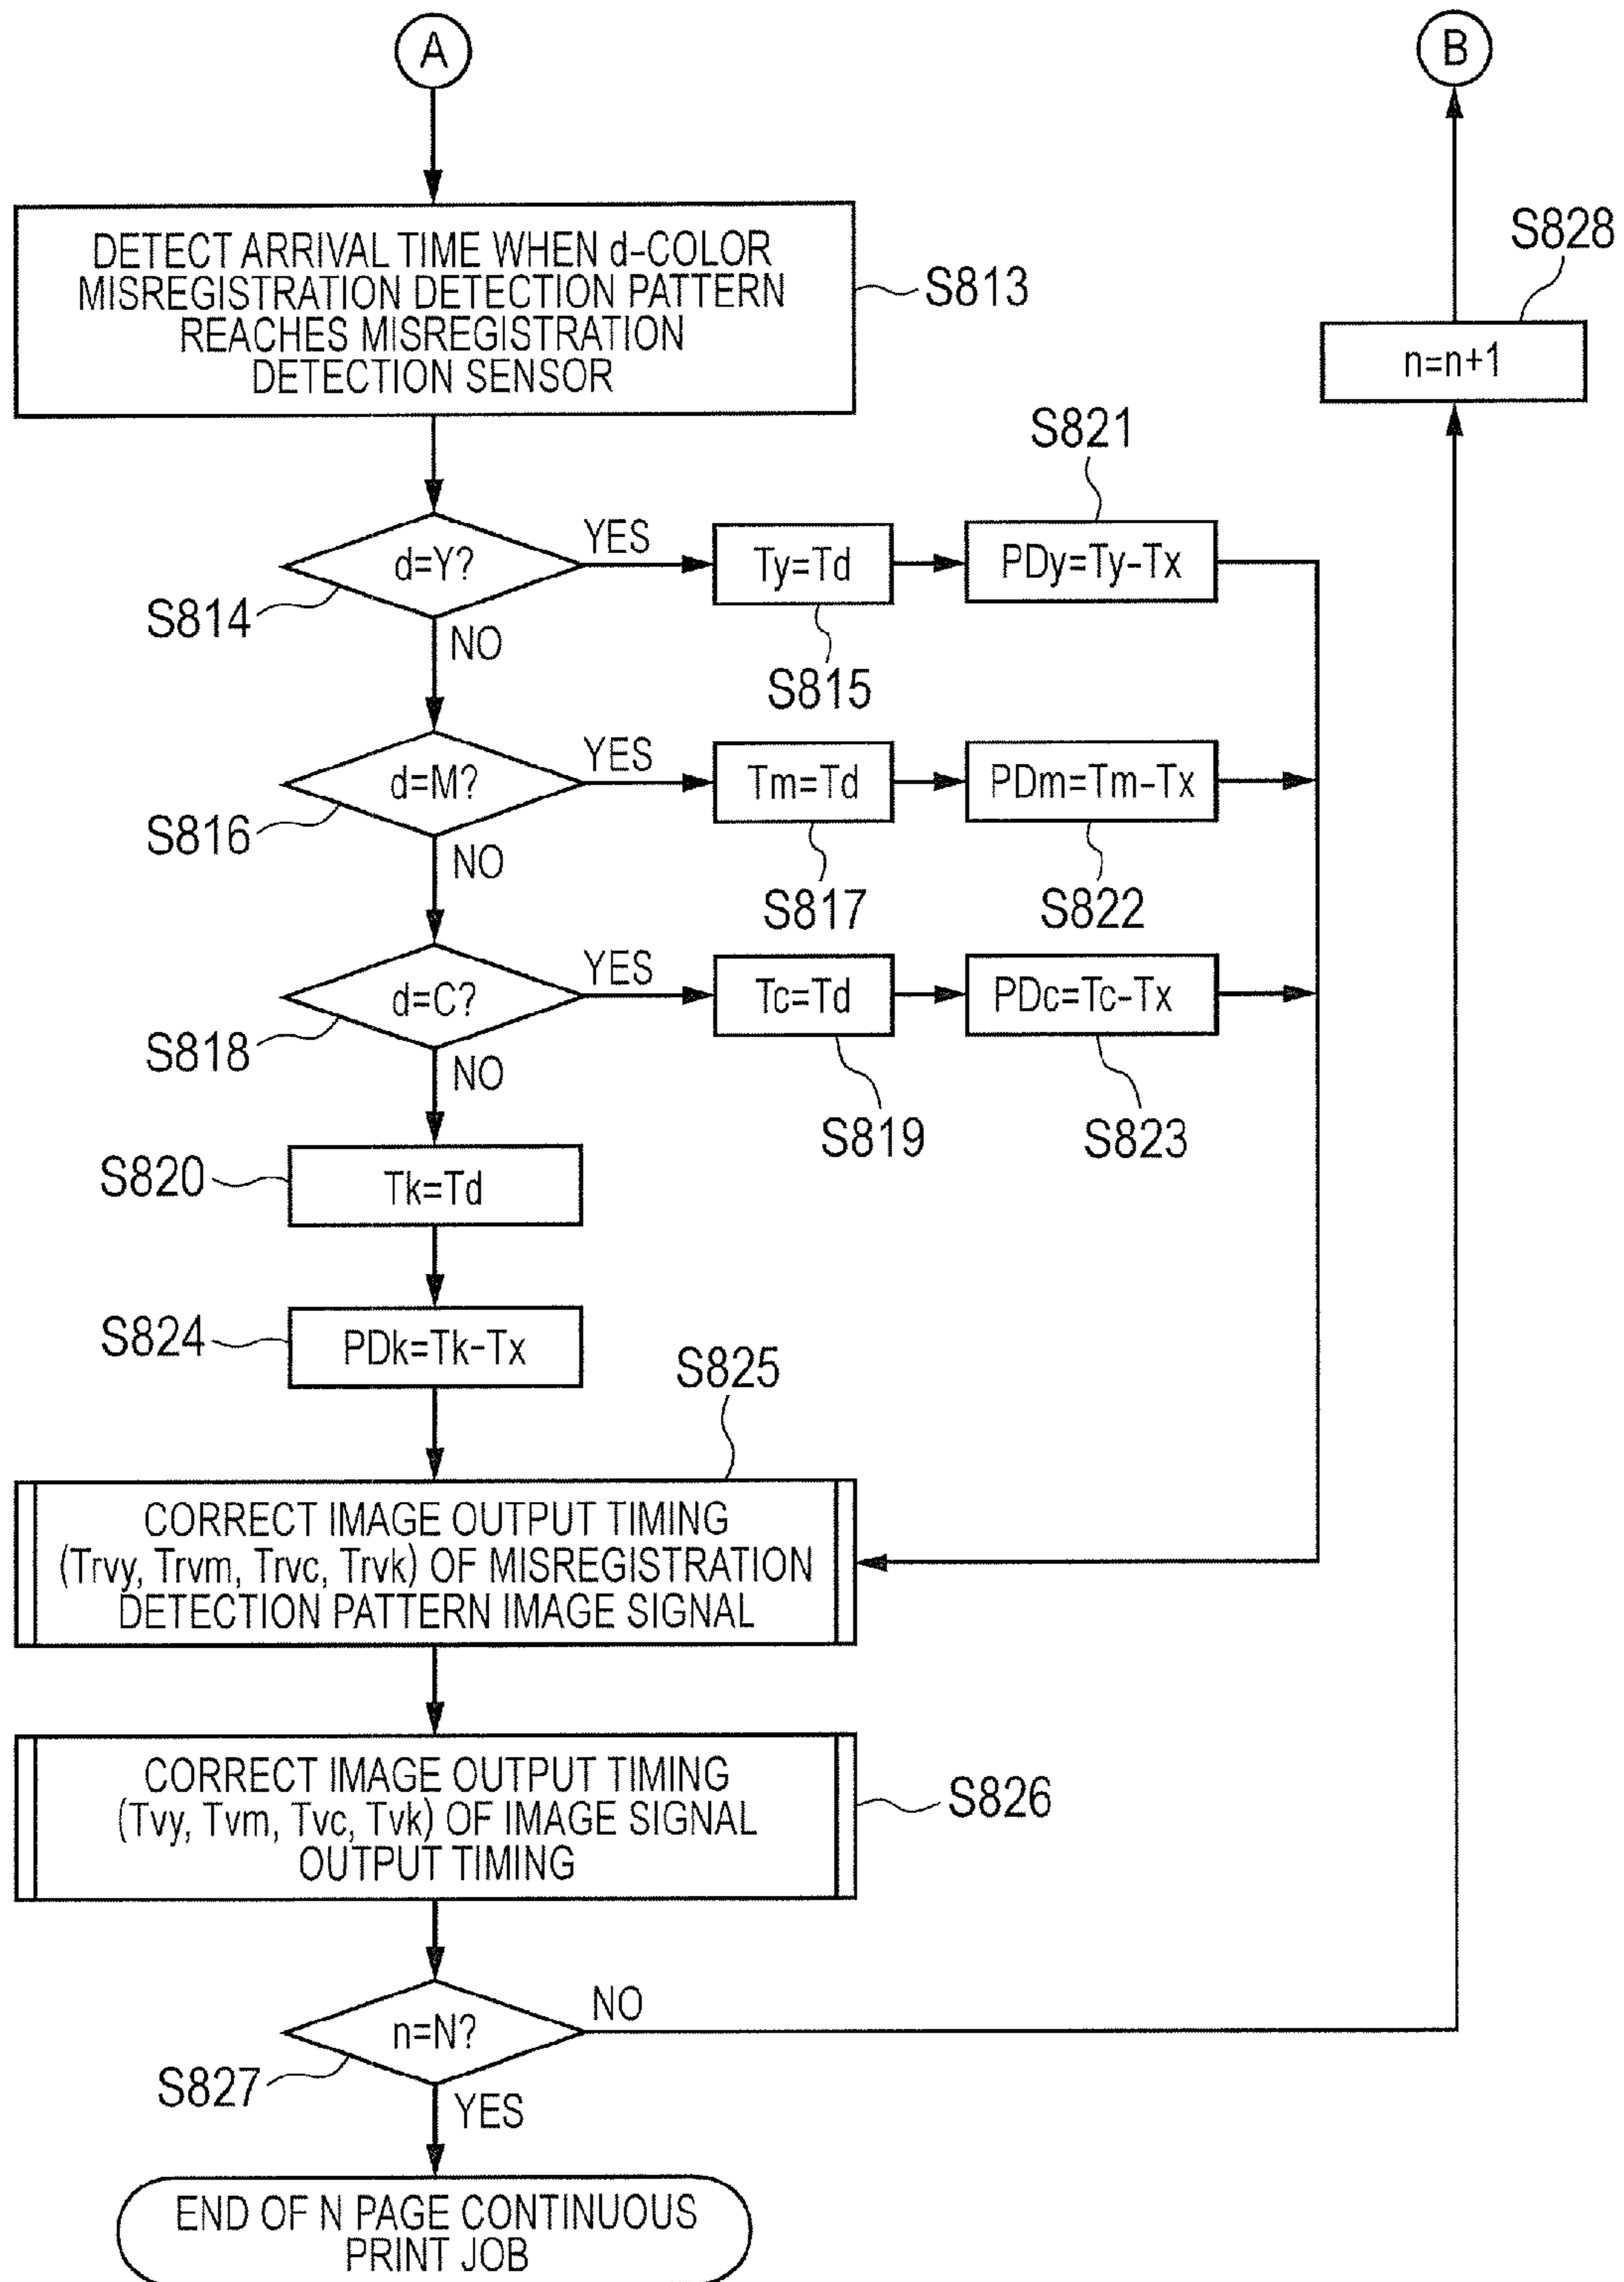 A
B
S828
n=n+1
DETECT ARRIVAL TIME WHEN d-COLOR
MISREGISTRATION DETECTION PATTERN
REACHES MISREGISTRATION
DETECTION SENSOR
S813
S821
d=Y?
YES
Ty=Td
PDy=Ty-Tx
S814
NO
S815
d=M?
YES
Tm=Td
PDm=Tm-Tx
S816
NO
S817
S822
d=C?
YES
Tc=Td
PDc=Tc-Tx
S818
NO
S819
S823
S820
Tk=Td
S824
PDk=Tk-Tx
S825
CORRECT IMAGE OUTPUT TIMING
(Trvy, Trvm, Trvc, Trvk) OF MISREGISTRATION
DETECTION PATTERN IMAGE SIGNAL
CORRECT IMAGE OUTPUT TIMING
(Tvy, Tvm, Tvc, Tvk) OF IMAGE SIGNAL
OUTPUT TIMING
S826
n=N?
NO
S827
YES
END OF N PAGE CONTINUOUS
PRINT JOB